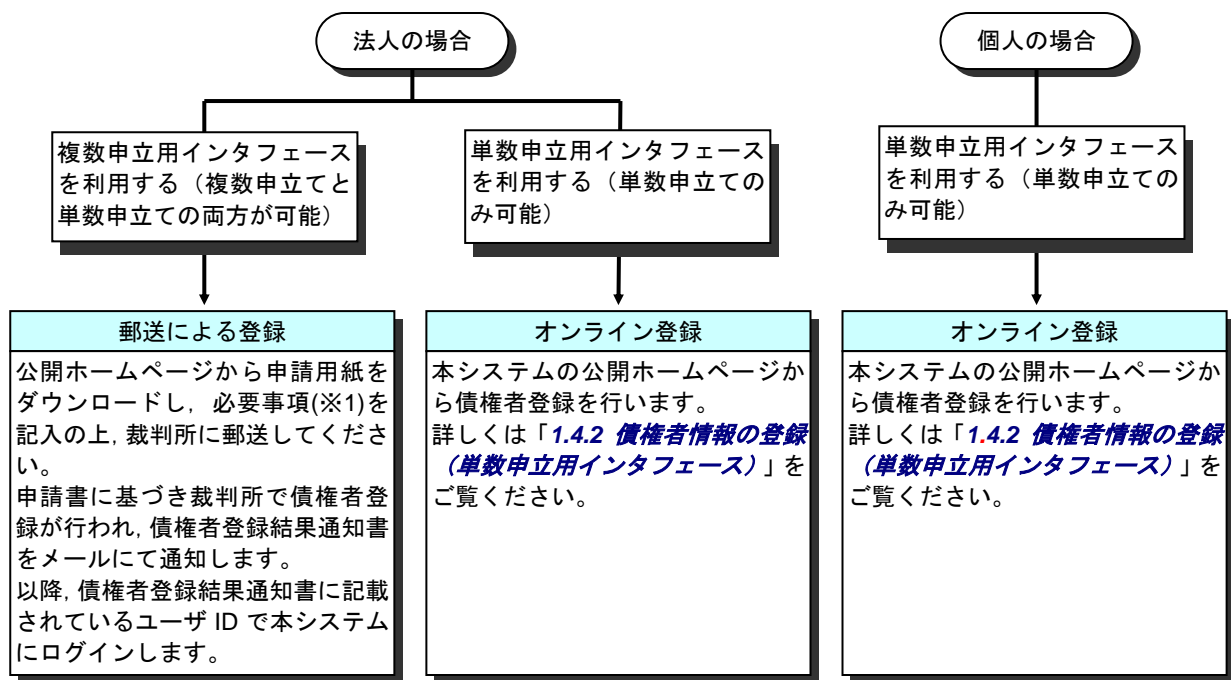 法人の場合
個人の場合
複数申立用インタフェース
を利用する（複数申立てと
単数申立ての両方が可能）
単数申立用インタフェース
を利用する（単数申立ての
み可能）
単数申立用インタフェース
を利用する（単数申立ての
み可能）
郵送による登録
公開ホームページから申請用紙を
ダウンロードし，必要事項(※1)を
記入の上，裁判所に郵送してくださ
い。
申請書に基づき裁判所で債権者登
録が行われ，債権者登録結果通知書
をメールにて通知します。
以降，債権者登録結果通知書に記載
されているユーザ ID で本システム
にログインします。
オンライン登録
本システムの公開ホームページか
ら債権者登録を行います。
詳しくは「1.4.2 債権者情報の登録
（単数申立用インタフェース）」を
ご覧ください。
オンライン登録
本システムの公開ホームページか
ら債権者登録を行います。
詳しくは「1.4.2 債権者情報の登録
（単数申立用インタフェース）」を
ご覧ください。